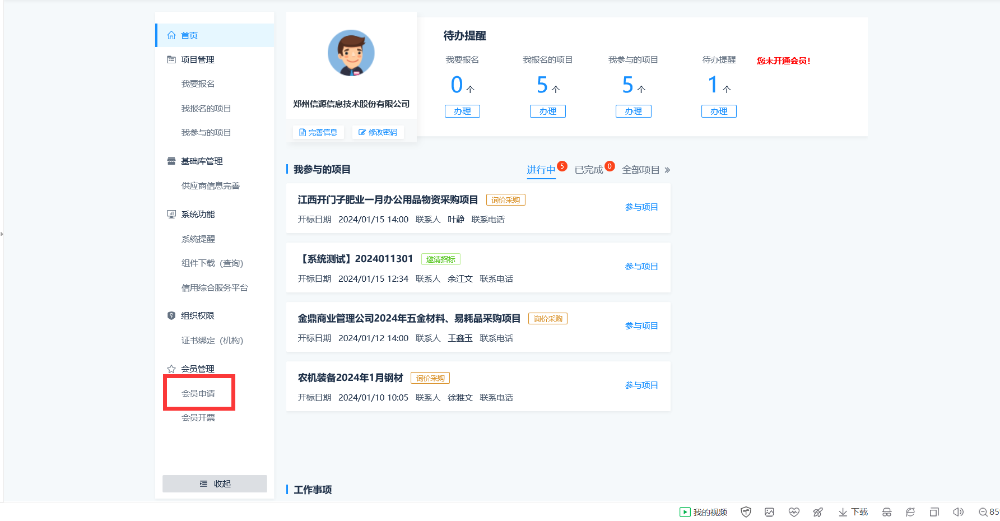 首页
项目管理
我要报名
我报名的项目
我参与的项目
基础库管理
供应商信息完善
系统功能
系统提醒
组件下载（查询）
信用综合服务平台
组织权限
证书绑定（机构）
会员管理
会员申请
会员开票
收起
郑州信源信息技术股份有限公司
完善信息 修改密码
待办提醒
我要报名 我报名的项目 我参与的项目 待办提醒 您未开通会员！
0个 5个 5个 1个
办理 办理 办理 办理
我参与的项目 进行中 5 已完成 0 全部项目 »
江西开门子肥业一月办公用品物资采购项目 询价采购
参与项目
开标日期 2024/01/15 14:00 联系人 叶静 联系电话
【系统测试】2024011301 邀请招标
参与项目
开标日期 2024/01/15 12:34 联系人 余江文 联系电话
金鼎商业管理公司2024年五金材料、易耗品采购项目 询价采购
参与项目
开标日期 2024/01/12 14:00 联系人 王鑫玉 联系电话
农机装备2024年1月钢材 询价采购
参与项目
开标日期 2024/01/10 10:05 联系人 徐雅文 联系电话
工作事项
我的视频 下载 85